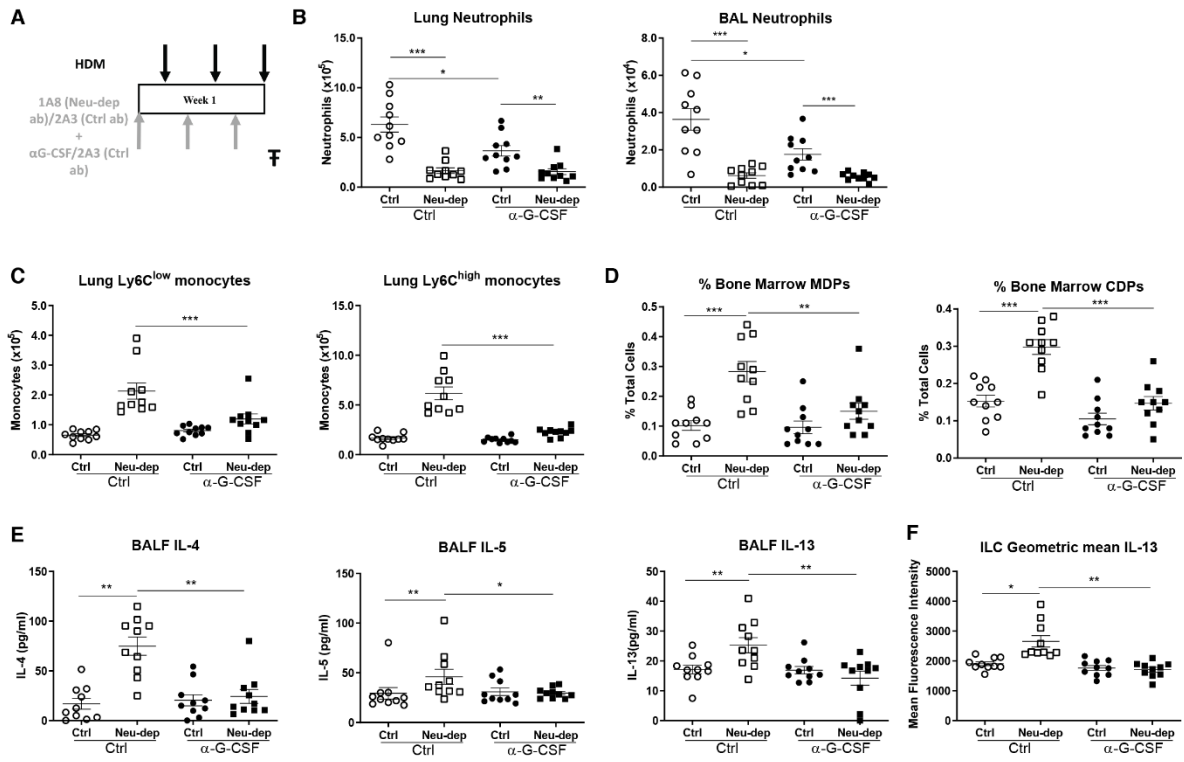 A
HDM
Week 1
1A8 (Neu-dep
ab)/2A3 (Ctrl ab)
+
αG-CSF/2A3 (Ctrl
ab)
B
Lung Neutrophils
Neutrophils (x10⁵)
15.0
10.0
5.0
0.0
***
*
**
Ctrl Neu-dep Ctrl Neu-dep
Ctrl α-G-CSF
BAL Neutrophils
Neutrophils (x10⁴)
8.0
6.0
4.0
2.0
0.0
***
*
***
Ctrl Neu-dep Ctrl Neu-dep
Ctrl α-G-CSF
C
Lung Ly6Cˡᵒʷ monocytes
Monocytes (x10⁵)
5.0
4.0
3.0
2.0
1.0
0.0
***
Ctrl Neu-dep Ctrl Neu-dep
Ctrl α-G-CSF
Lung Ly6Cʰⁱᵍʰ monocytes
Monocytes (x10⁵)
15.0
10.0
5.0
0.0
***
Ctrl Neu-dep Ctrl Neu-dep
Ctrl α-G-CSF
D
% Bone Marrow MDPs
% Total Cells
0.5
0.4
0.3
0.2
0.1
0.0
***
**
Ctrl Neu-dep Ctrl Neu-dep
Ctrl α-G-CSF
% Bone Marrow CDPs
% Total Cells
0.4
0.3
0.2
0.1
0.0
***
***
Ctrl Neu-dep Ctrl Neu-dep
Ctrl α-G-CSF
E
BALF IL-4
IL-4 (pg/ml)
150
100
50
0
**
**
Ctrl Neu-dep Ctrl Neu-dep
Ctrl α-G-CSF
BALF IL-5
IL-5 (pg/ml)
150
100
50
0
**
*
Ctrl Neu-dep Ctrl Neu-dep
Ctrl α-G-CSF
BALF IL-13
IL-13(pg/ml)
50
40
30
20
10
0
**
**
Ctrl Neu-dep Ctrl Neu-dep
Ctrl α-G-CSF
F
ILC Geometric mean IL-13
Mean Fluorescence Intensity
5000
4000
3000
2000
1000
0
*
**
Ctrl Neu-dep Ctrl Neu-dep
Ctrl α-G-CSF